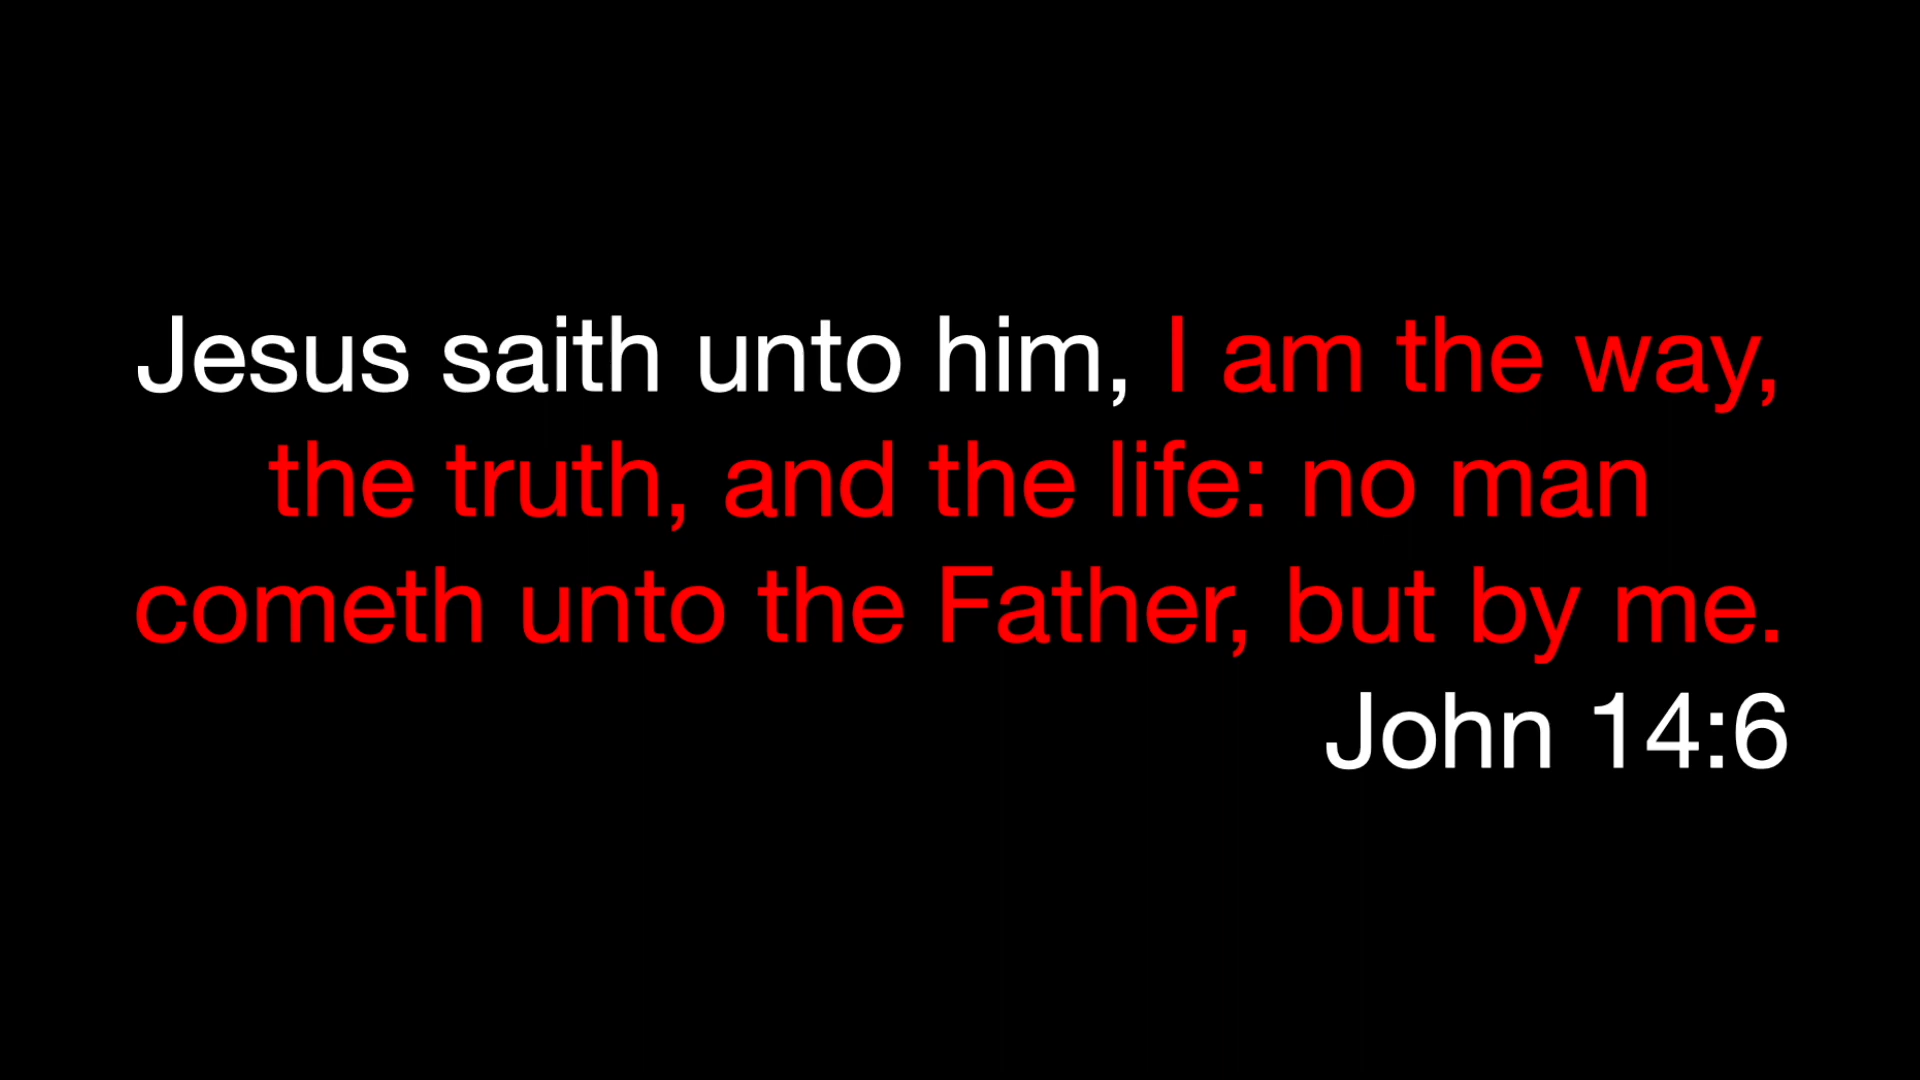 Jesus saith unto him, I am the way,
the truth, and the life: no man
cometh unto the Father, but by me.
John 14:6